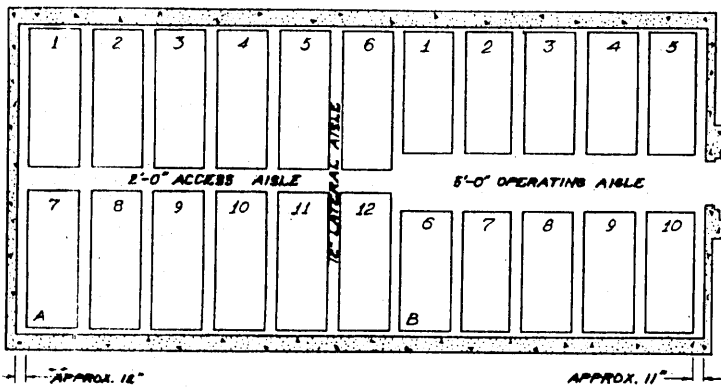 1 2 3 4 5 6 1 2 3 4 5
12" LATERAL AISLE
2'-0" ACCESS AISLE 5'-0" OPERATING AISLE
7 8 9 10 11 12 6 7 8 9 10
A B
APPROX. 12" APPROX. 11"